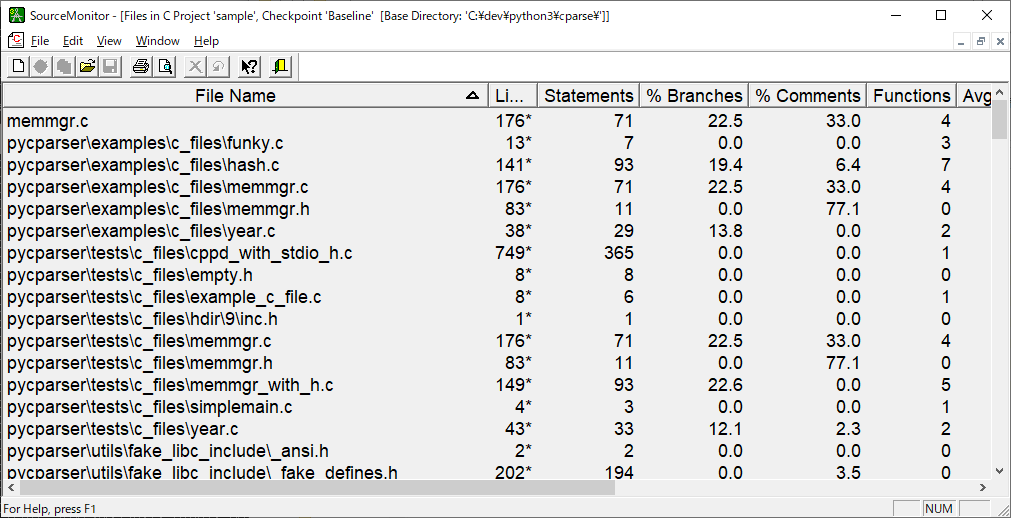 SourceMonitor - [Files in C Project 'sample', Checkpoint 'Baseline'  [Base Directory: 'C:¥dev¥python3¥cparse¥']]
File Edit View Window Help
File Name Li... Statements % Branches % Comments Functions Avg
memmgr.c 176* 71 22.5 33.0 4
pycparser\examples\c_files\funky.c 13* 7 0.0 0.0 3
pycparser\examples\c_files\hash.c 141* 93 19.4 6.4 7
pycparser\examples\c_files\memmgr.c 176* 71 22.5 33.0 4
pycparser\examples\c_files\memmgr.h 83* 11 0.0 77.1 0
pycparser\examples\c_files\year.c 38* 29 13.8 0.0 2
pycparser\tests\c_files\cppd_with_stdio_h.c 749* 365 0.0 0.0 1
pycparser\tests\c_files\empty.h 8* 8 0.0 0.0 0
pycparser\tests\c_files\example_c_file.c 8* 6 0.0 0.0 1
pycparser\tests\c_files\hdir\9\inc.h 1* 1 0.0 0.0 0
pycparser\tests\c_files\memmgr.c 176* 71 22.5 33.0 4
pycparser\tests\c_files\memmgr.h 83* 11 0.0 77.1 0
pycparser\tests\c_files\memmgr_with_h.c 149* 93 22.6 0.0 5
pycparser\tests\c_files\simplemain.c 4* 3 0.0 0.0 1
pycparser\tests\c_files\year.c 43* 33 12.1 2.3 2
pycparser\utils\fake_libc_include\_ansi.h 2* 2 0.0 0.0 0
pycparser\utils\fake_libc_include\_fake_defines.h 202* 194 0.0 3.5 0
For Help, press F1 NUM